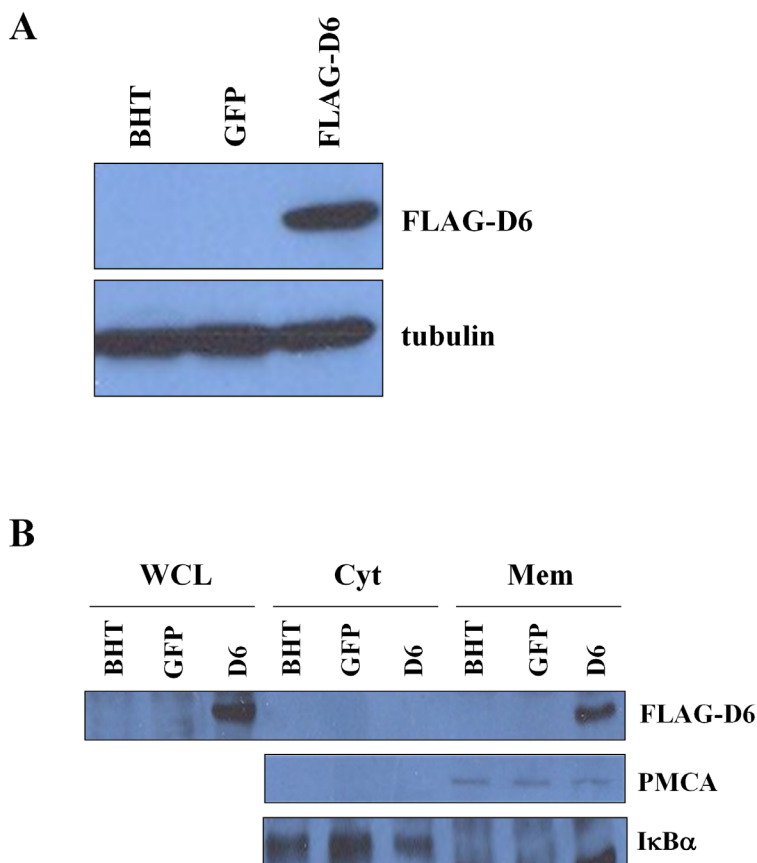 A
BHT GFP FLAG-D6
FLAG-D6
tubulin
B
WCL Cyt Mem
BHT GFP D6 BHT GFP D6 BHT GFP D6
FLAG-D6
PMCA
IκBα